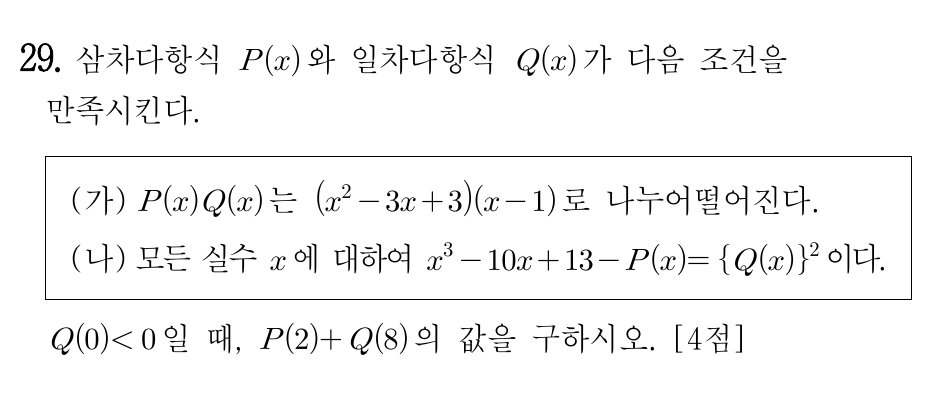 29. 삼차다항식 P(x)와 일차다항식 Q(x)가 다음 조건을
만족시킨다.
(가) P(x)Q(x)는 (x²-3x+3)(x-1)로 나누어떨어진다.
(나) 모든 실수 x에 대하여 x³-10x+13-P(x)={Q(x)}²이다.
Q(0)<0일 때, P(2)+Q(8)의 값을 구하시오. [4점]